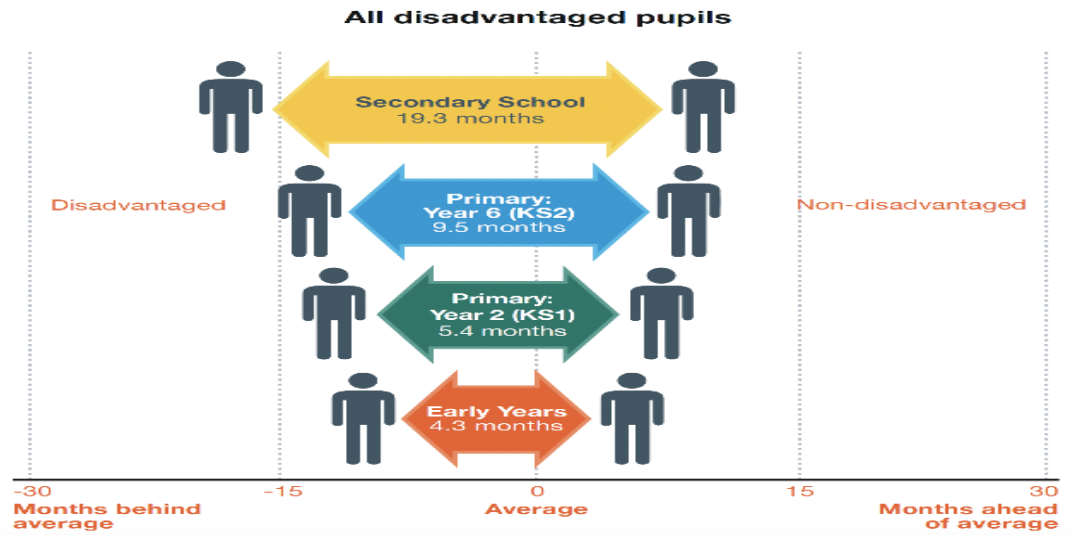 All disadvantaged pupils
Secondary School
19.3 months
Disadvantaged
Primary:
Year 6 (KS2)
9.5 months
Non-disadvantaged
Primary:
Year 2 (KS1)
5.4 months
Early Years
4.3 months
-30
-15
0
15
30
Months behind
average
Average
Months ahead
of average